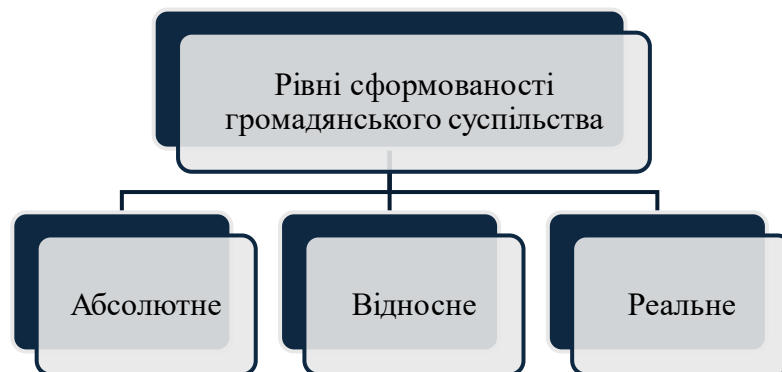 Рівні сформованості
громадянського суспільства
Абсолютне
Відносне
Реальне